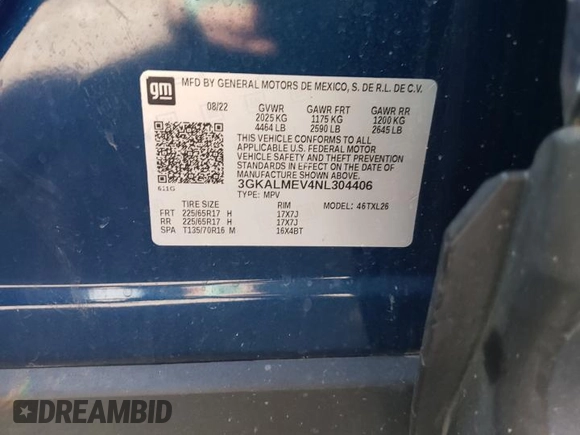 gm
MFD BY GENERAL MOTORS DE MEXICO, S. DE R.L. DE C.V.
08/22 GVWR GAWR FRT GAWR RR
2025 KG 1175 KG 1200 KG
4464 LB 2590 LB 2645 LB
THIS VEHICLE CONFORMS TO ALL
APPLICABLE U.S. FEDERAL MOTOR
VEHICLE SAFETY AND THEFT PREVENTION
STANDARDS IN EFFECT ON THE DATE OF
MANUFACTURE SHOWN ABOVE.
3GKALMEV4NL304406
611G TYPE: MPV MODEL: 46TXL26
TIRE SIZE RIM
FRT 225/65R17 H 17X7J
RR 225/65R17 H 17X7J
SPA T135/70R16 M 16X4BT
DREAMBID